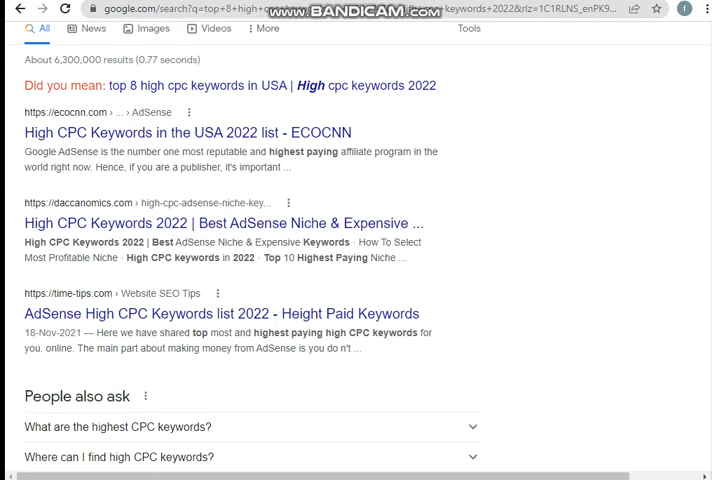 google.com/search?q=top+8+high+
keywords+2022&rlz=1C1RLNS_enPK9...
www.BANDICAM.com
All News Images Videos More Tools
About 6,300,000 results (0.77 seconds)
Did you mean: top 8 high cpc keywords in USA | High cpc keywords 2022
https://ecocnn.com › ... › AdSense
High CPC Keywords in the USA 2022 list - ECOCNN
Google AdSense is the number one most reputable and highest paying affiliate program in the
world right now. Hence, if you are a publisher, it's important ...
https://daccanomics.com › high-cpc-adsense-niche-key...
High CPC Keywords 2022 | Best AdSense Niche & Expensive ...
High CPC Keywords 2022 | Best AdSense Niche & Expensive Keywords · How To Select
Most Profitable Niche · High CPC keywords in 2022 · Top 10 Highest Paying Niche ...
https://time-tips.com › Website SEO Tips
AdSense High CPC Keywords list 2022 - Height Paid Keywords
18-Nov-2021 — Here we have shared top most and highest paying high CPC keywords for
you. online. The main part about making money from AdSense is you do n't ...
People also ask
What are the highest CPC keywords?
Where can I find high CPC keywords?
f